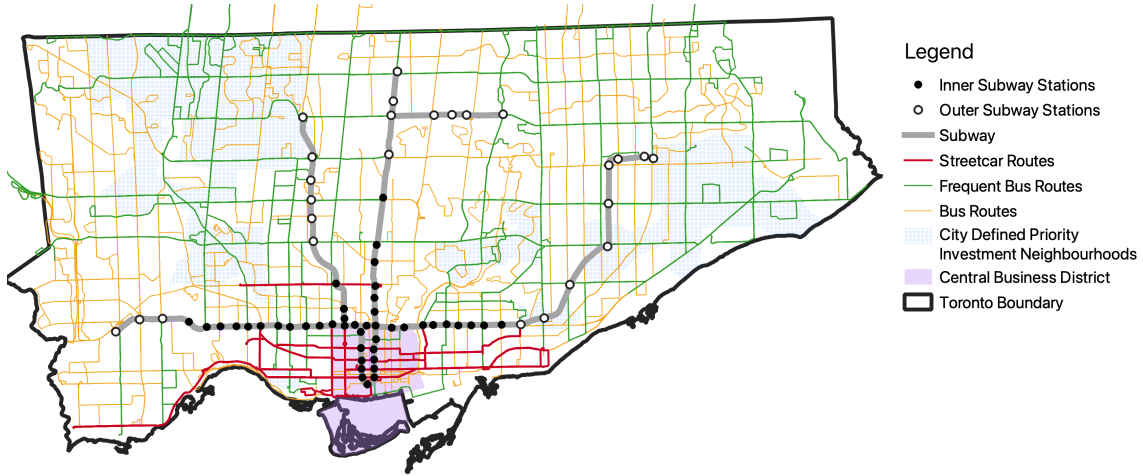 Legend
Inner Subway Stations
Outer Subway Stations
Subway
Streetcar Routes
Frequent Bus Routes
Bus Routes
City Defined Priority
Investment Neighbourhoods
Central Business District
Toronto Boundary